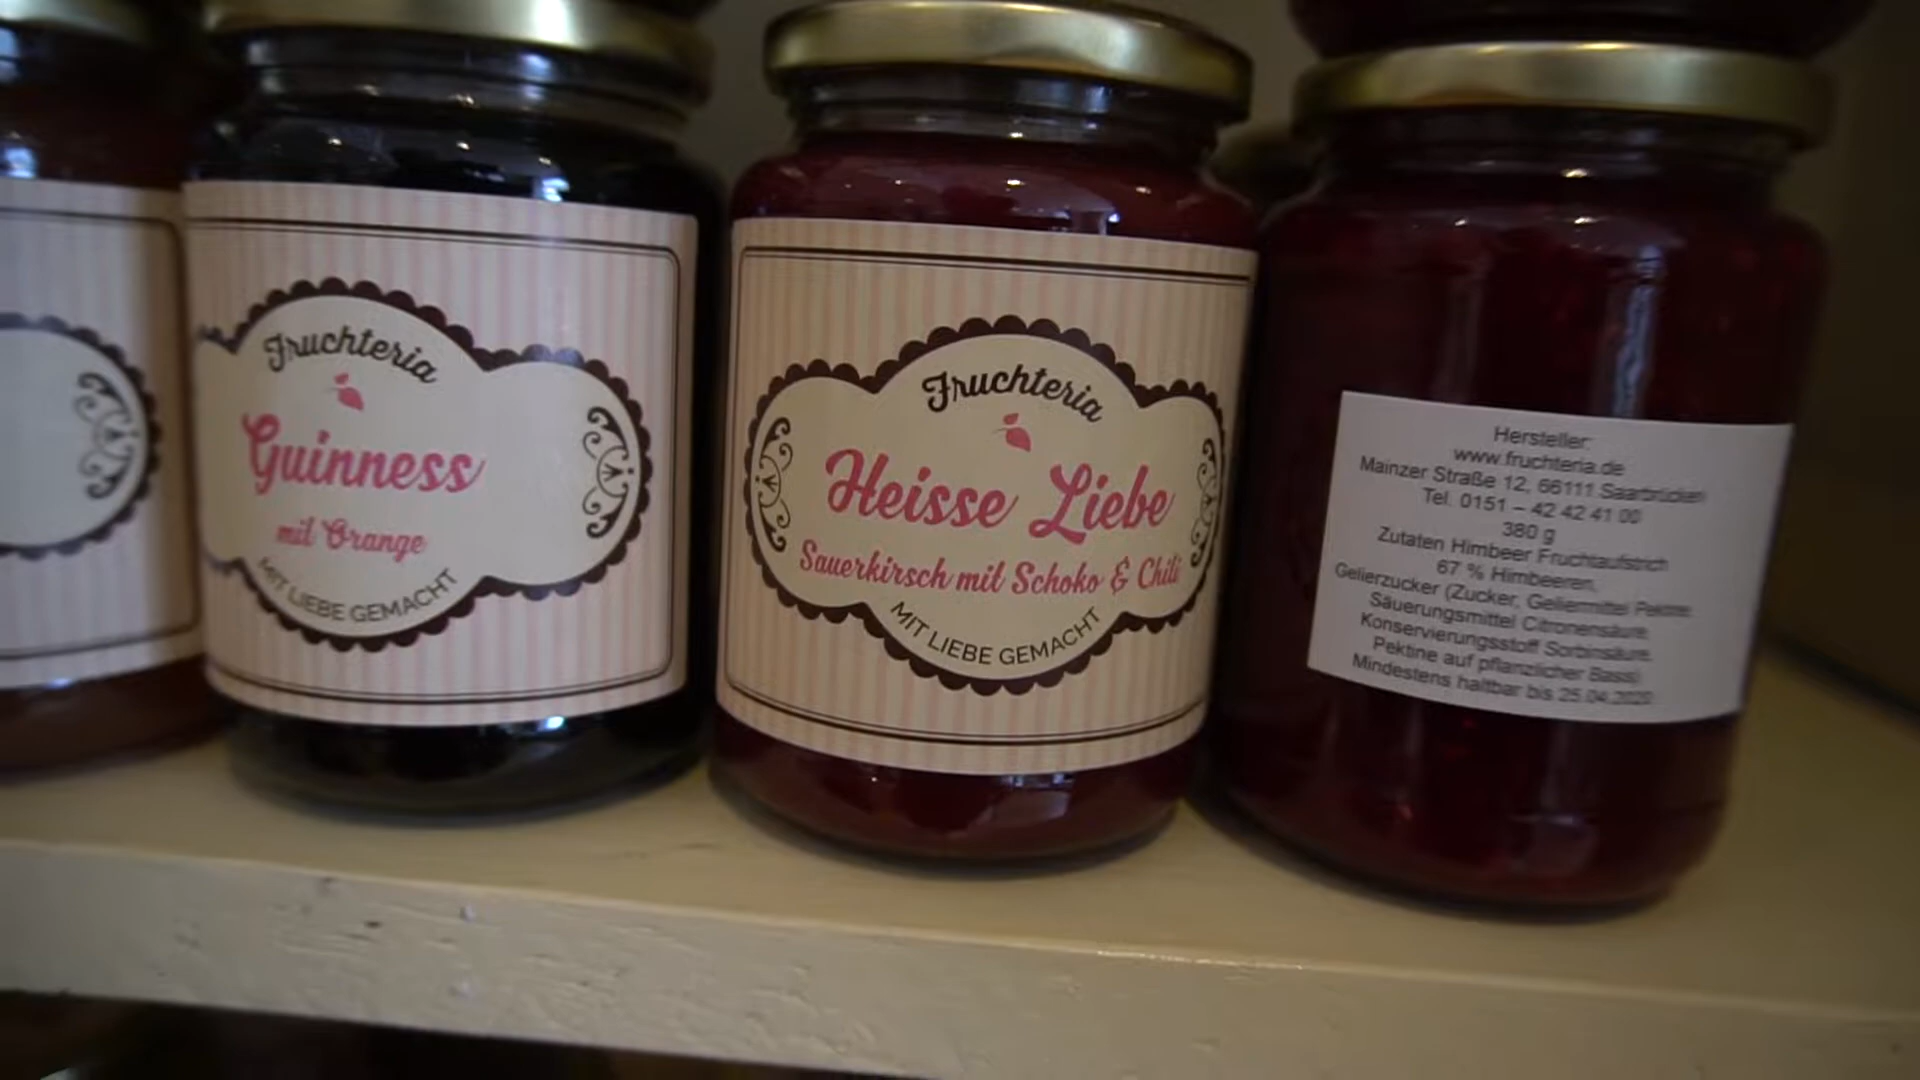 Fruchteria
Guinness
mit Orange
MIT LIEBE GEMACHT
Fruchteria
Heisse Liebe
Sauerkirsch mit Schoko & Chili
MIT LIEBE GEMACHT
Hersteller:
www.fruchteria.de
Mainzer Straße 12, 66111 Saarbrücken
Tel. 0151 – 42 42 41 00
380 g
Zutaten Himbeer Fruchtaufstrich
67 % Himbeeren,
Gelierzucker (Zucker, Geliermittel Pektine,
Säuerungsmittel Citronensäure,
Konservierungsstoff Sorbinsäure,
Pektine auf pflanzlicher Basis)
Mindestens haltbar bis 25.04.2020